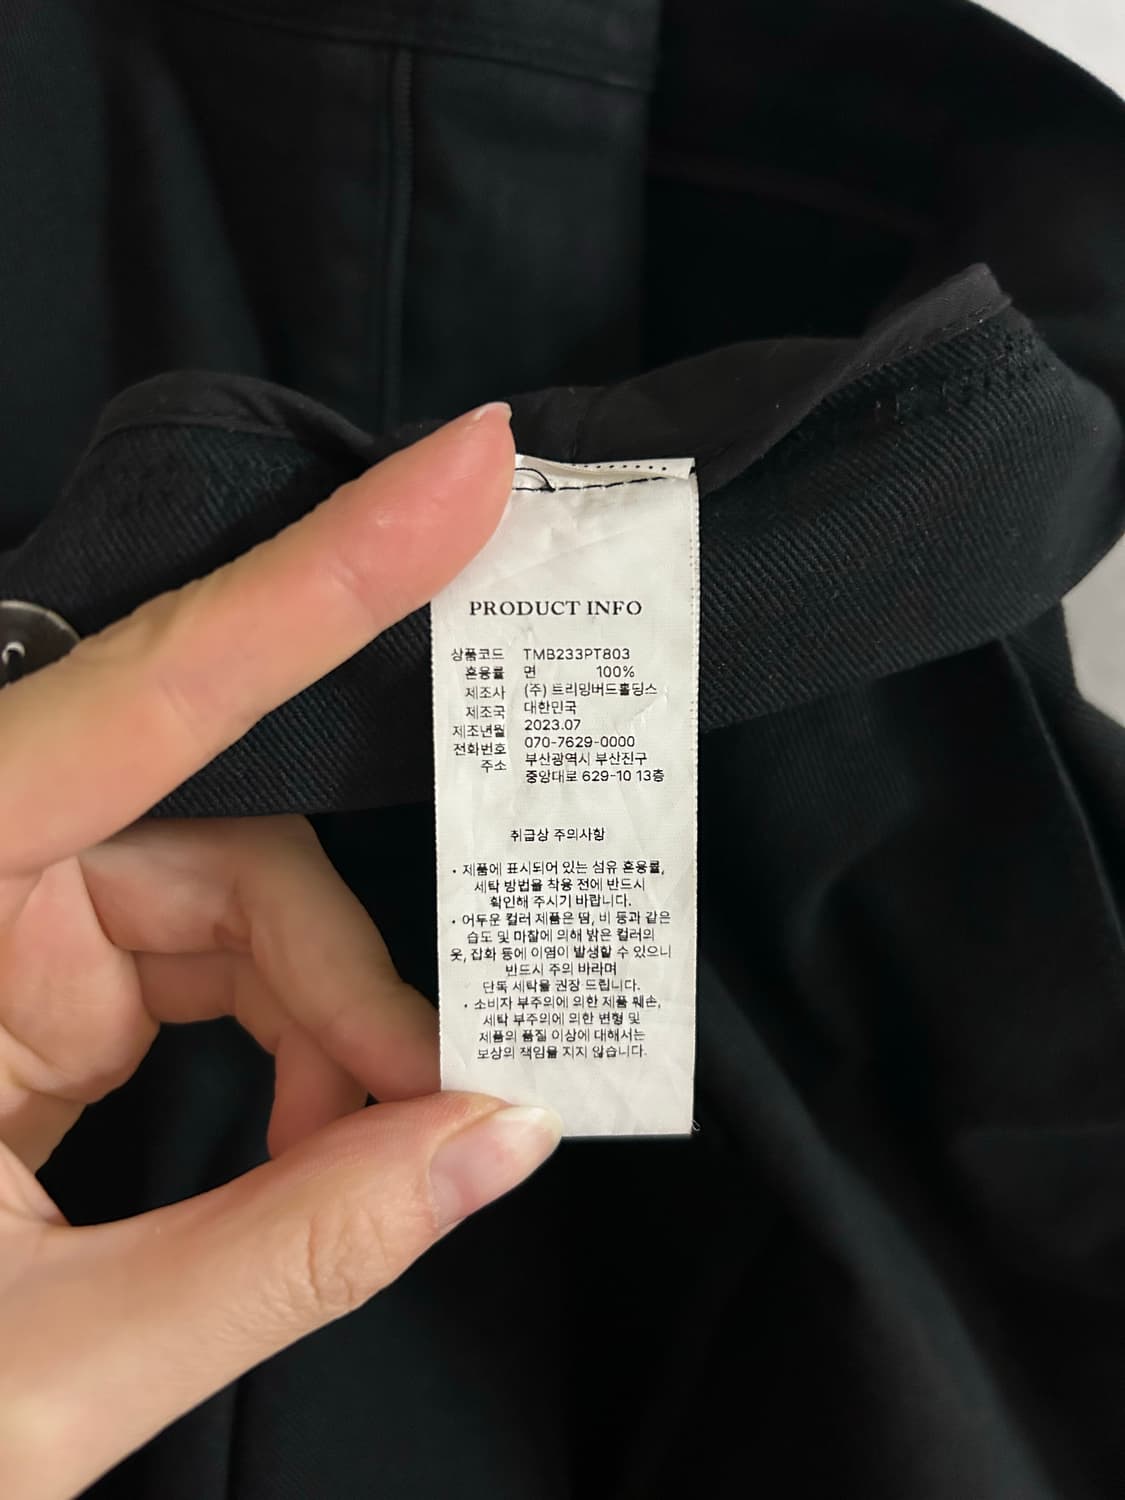 PRODUCT INFO
상품코드 TMB233PT803
혼용률 면 100%
제조사 (주) 트리밍버드홀딩스
제조국 대한민국
제조년월 2023.07
전화번호 070-7629-0000
주소 부산광역시 부산진구
중앙대로 629-10 13층
취급상 주의사항
• 제품에 표시되어 있는 섬유 혼용률,
세탁 방법을 착용 전에 반드시
확인해 주시기 바랍니다.
• 어두운 컬러 제품은 땀, 비 등과 같은
습도 및 마찰에 의해 밝은 컬러의
옷, 잡화 등에 이염이 발생할 수 있으니
반드시 주의 바라며
단독 세탁을 권장 드립니다.
• 소비자 부주의에 의한 제품 훼손,
세탁 부주의에 의한 변형 및
제품의 품질 이상에 대해서는
보상의 책임을 지지 않습니다.